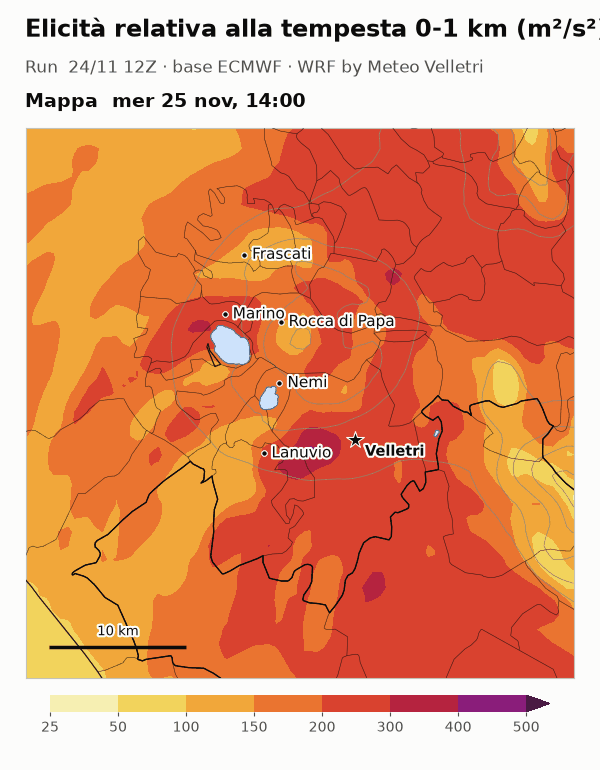 Elicità relativa alla tempesta 0-1 km (m²/s²)
Run 24/11 12Z · base ECMWF · WRF by Meteo Velletri
Mappa mer 25 nov, 14:00
Frascati
Marino
Rocca di Papa
Nemi
Velletri
Lanuvio
10 km
25 50 100 150 200 300 400 500